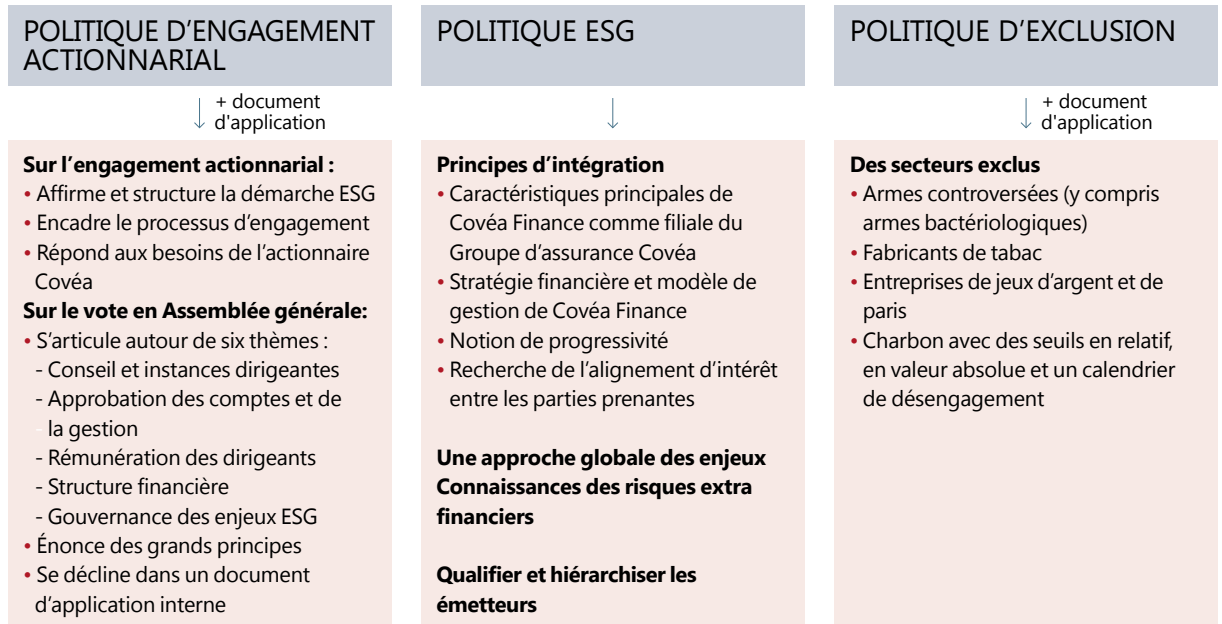 POLITIQUE D’ENGAGEMENT
ACTIONNARIAL
+ document
d'application
Sur l’engagement actionnarial :
• Affirme et structure la démarche ESG
• Encadre le processus d’engagement
• Répond aux besoins de l’actionnaire
Covéa
Sur le vote en Assemblée générale:
• S’articule autour de six thèmes :
- Conseil et instances dirigeantes
- Approbation des comptes et de
- la gestion
- Rémunération des dirigeants
- Structure financière
- Gouvernance des enjeux ESG
• Énonce des grands principes
• Se décline dans un document
d’application interne
POLITIQUE ESG
Principes d’intégration
• Caractéristiques principales de
Covéa Finance comme filiale du
Groupe d’assurance Covéa
• Stratégie financière et modèle de
gestion de Covéa Finance
• Notion de progressivité
• Recherche de l’alignement d’intérêt
entre les parties prenantes
Une approche globale des enjeux
Connaissances des risques extra
financiers
Qualifier et hiérarchiser les
émetteurs
POLITIQUE D’EXCLUSION
+ document
d'application
Des secteurs exclus
• Armes controversées (y compris
armes bactériologiques)
• Fabricants de tabac
• Entreprises de jeux d’argent et de
paris
• Charbon avec des seuils en relatif,
en valeur absolue et un calendrier
de désengagement